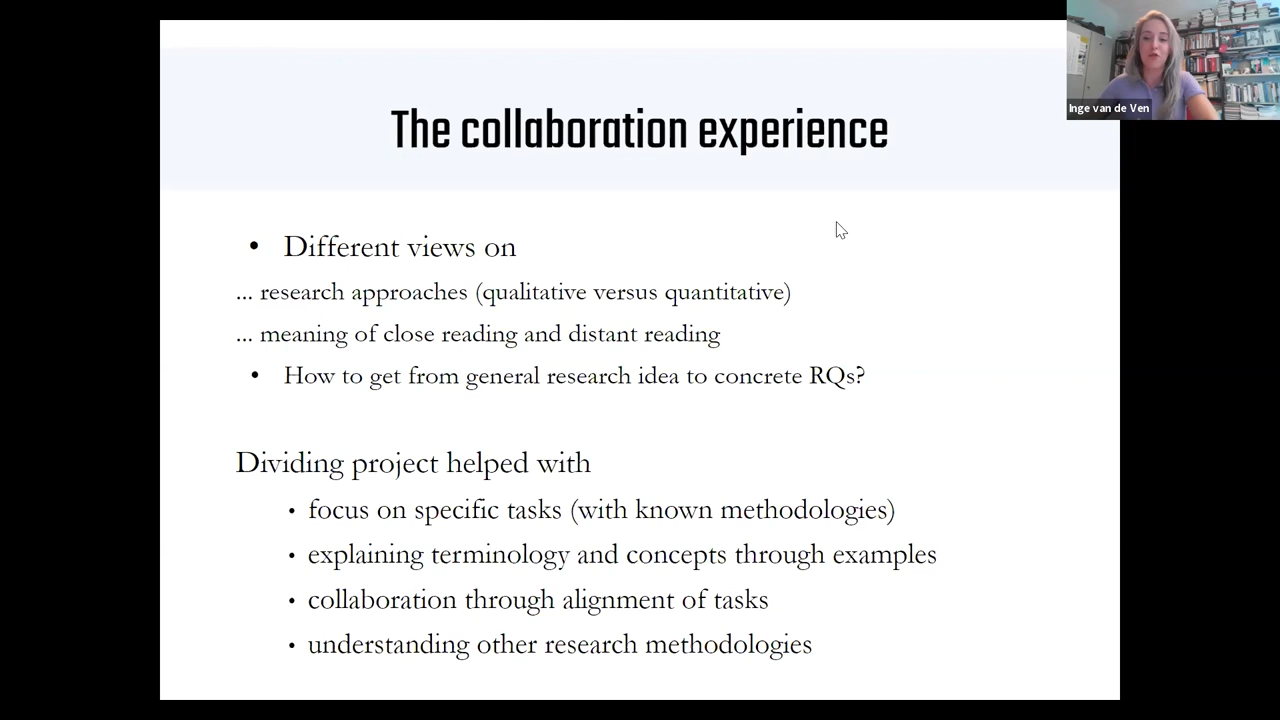 Inge van de Ven
The collaboration experience
• Different views on
... research approaches (qualitative versus quantitative)
... meaning of close reading and distant reading
• How to get from general research idea to concrete RQs?
Dividing project helped with
• focus on specific tasks (with known methodologies)
• explaining terminology and concepts through examples
• collaboration through alignment of tasks
• understanding other research methodologies